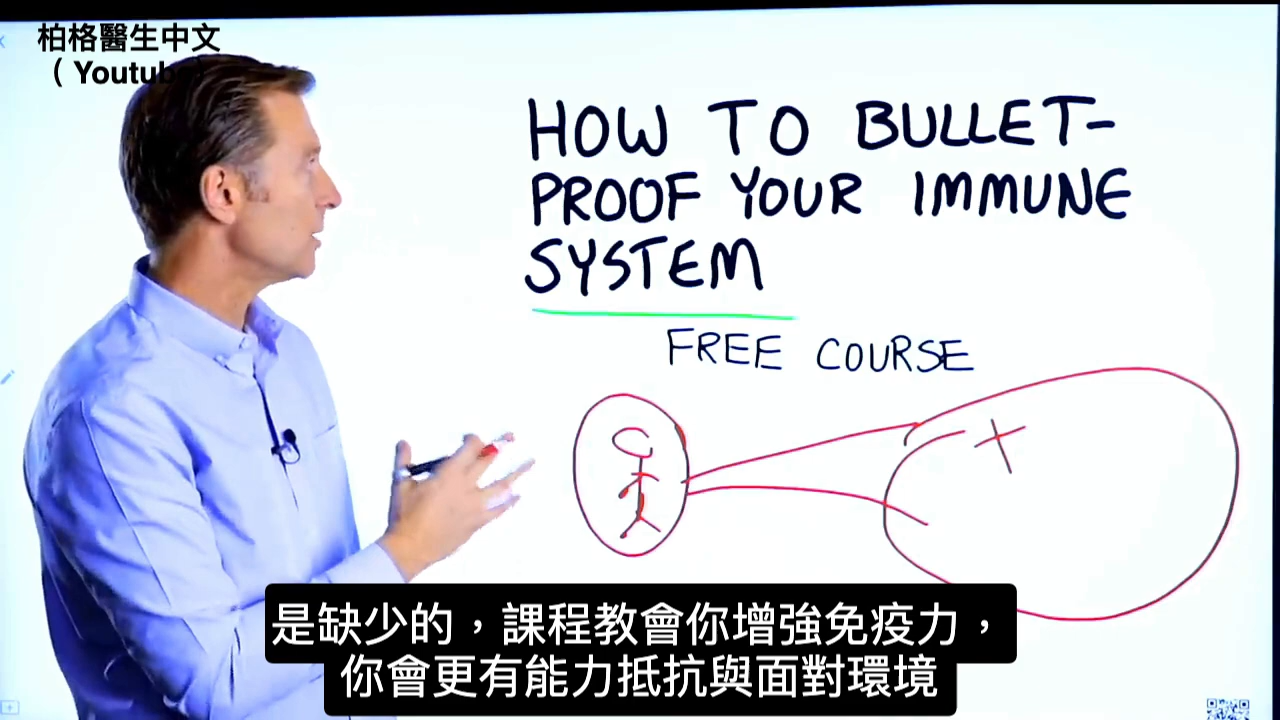 柏格醫生中文
（Youtube）
HOW TO BULLET-
PROOF YOUR IMMUNE
SYSTEM
FREE COURSE
是缺少的，課程教會你增強免疫力，
你會更有能力抵抗與面對環境